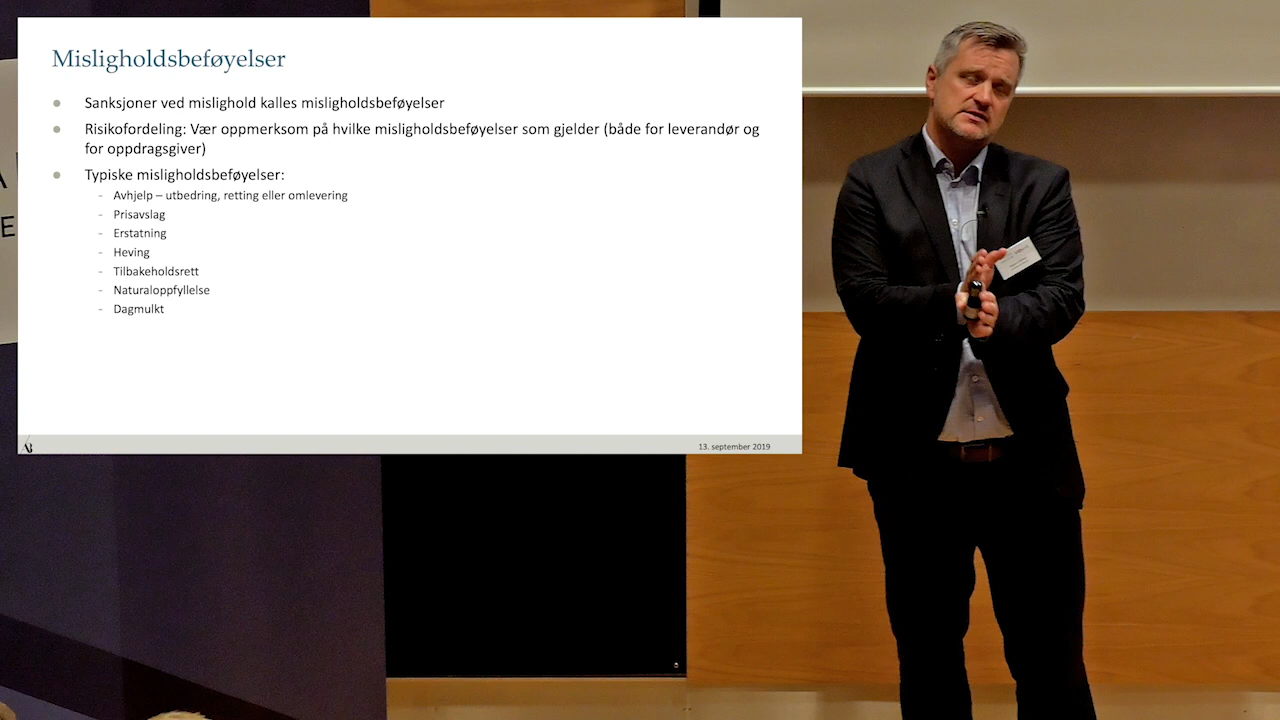 Misligholdsbeføyelser
● Sanksjoner ved mislighold kalles misligholdsbeføyelser
● Risikofordeling: Vær oppmerksom på hvilke misligholdsbeføyelser som gjelder (både for leverandør og
for oppdragsgiver)
● Typiske misligholdsbeføyelser:
- Avhjelp – utbedring, retting eller omlevering
- Prisavslag
- Erstatning
- Heving
- Tilbakeholdsrett
- Naturaloppfyllelse
- Dagmulkt
AB
13. september 2019
A
E